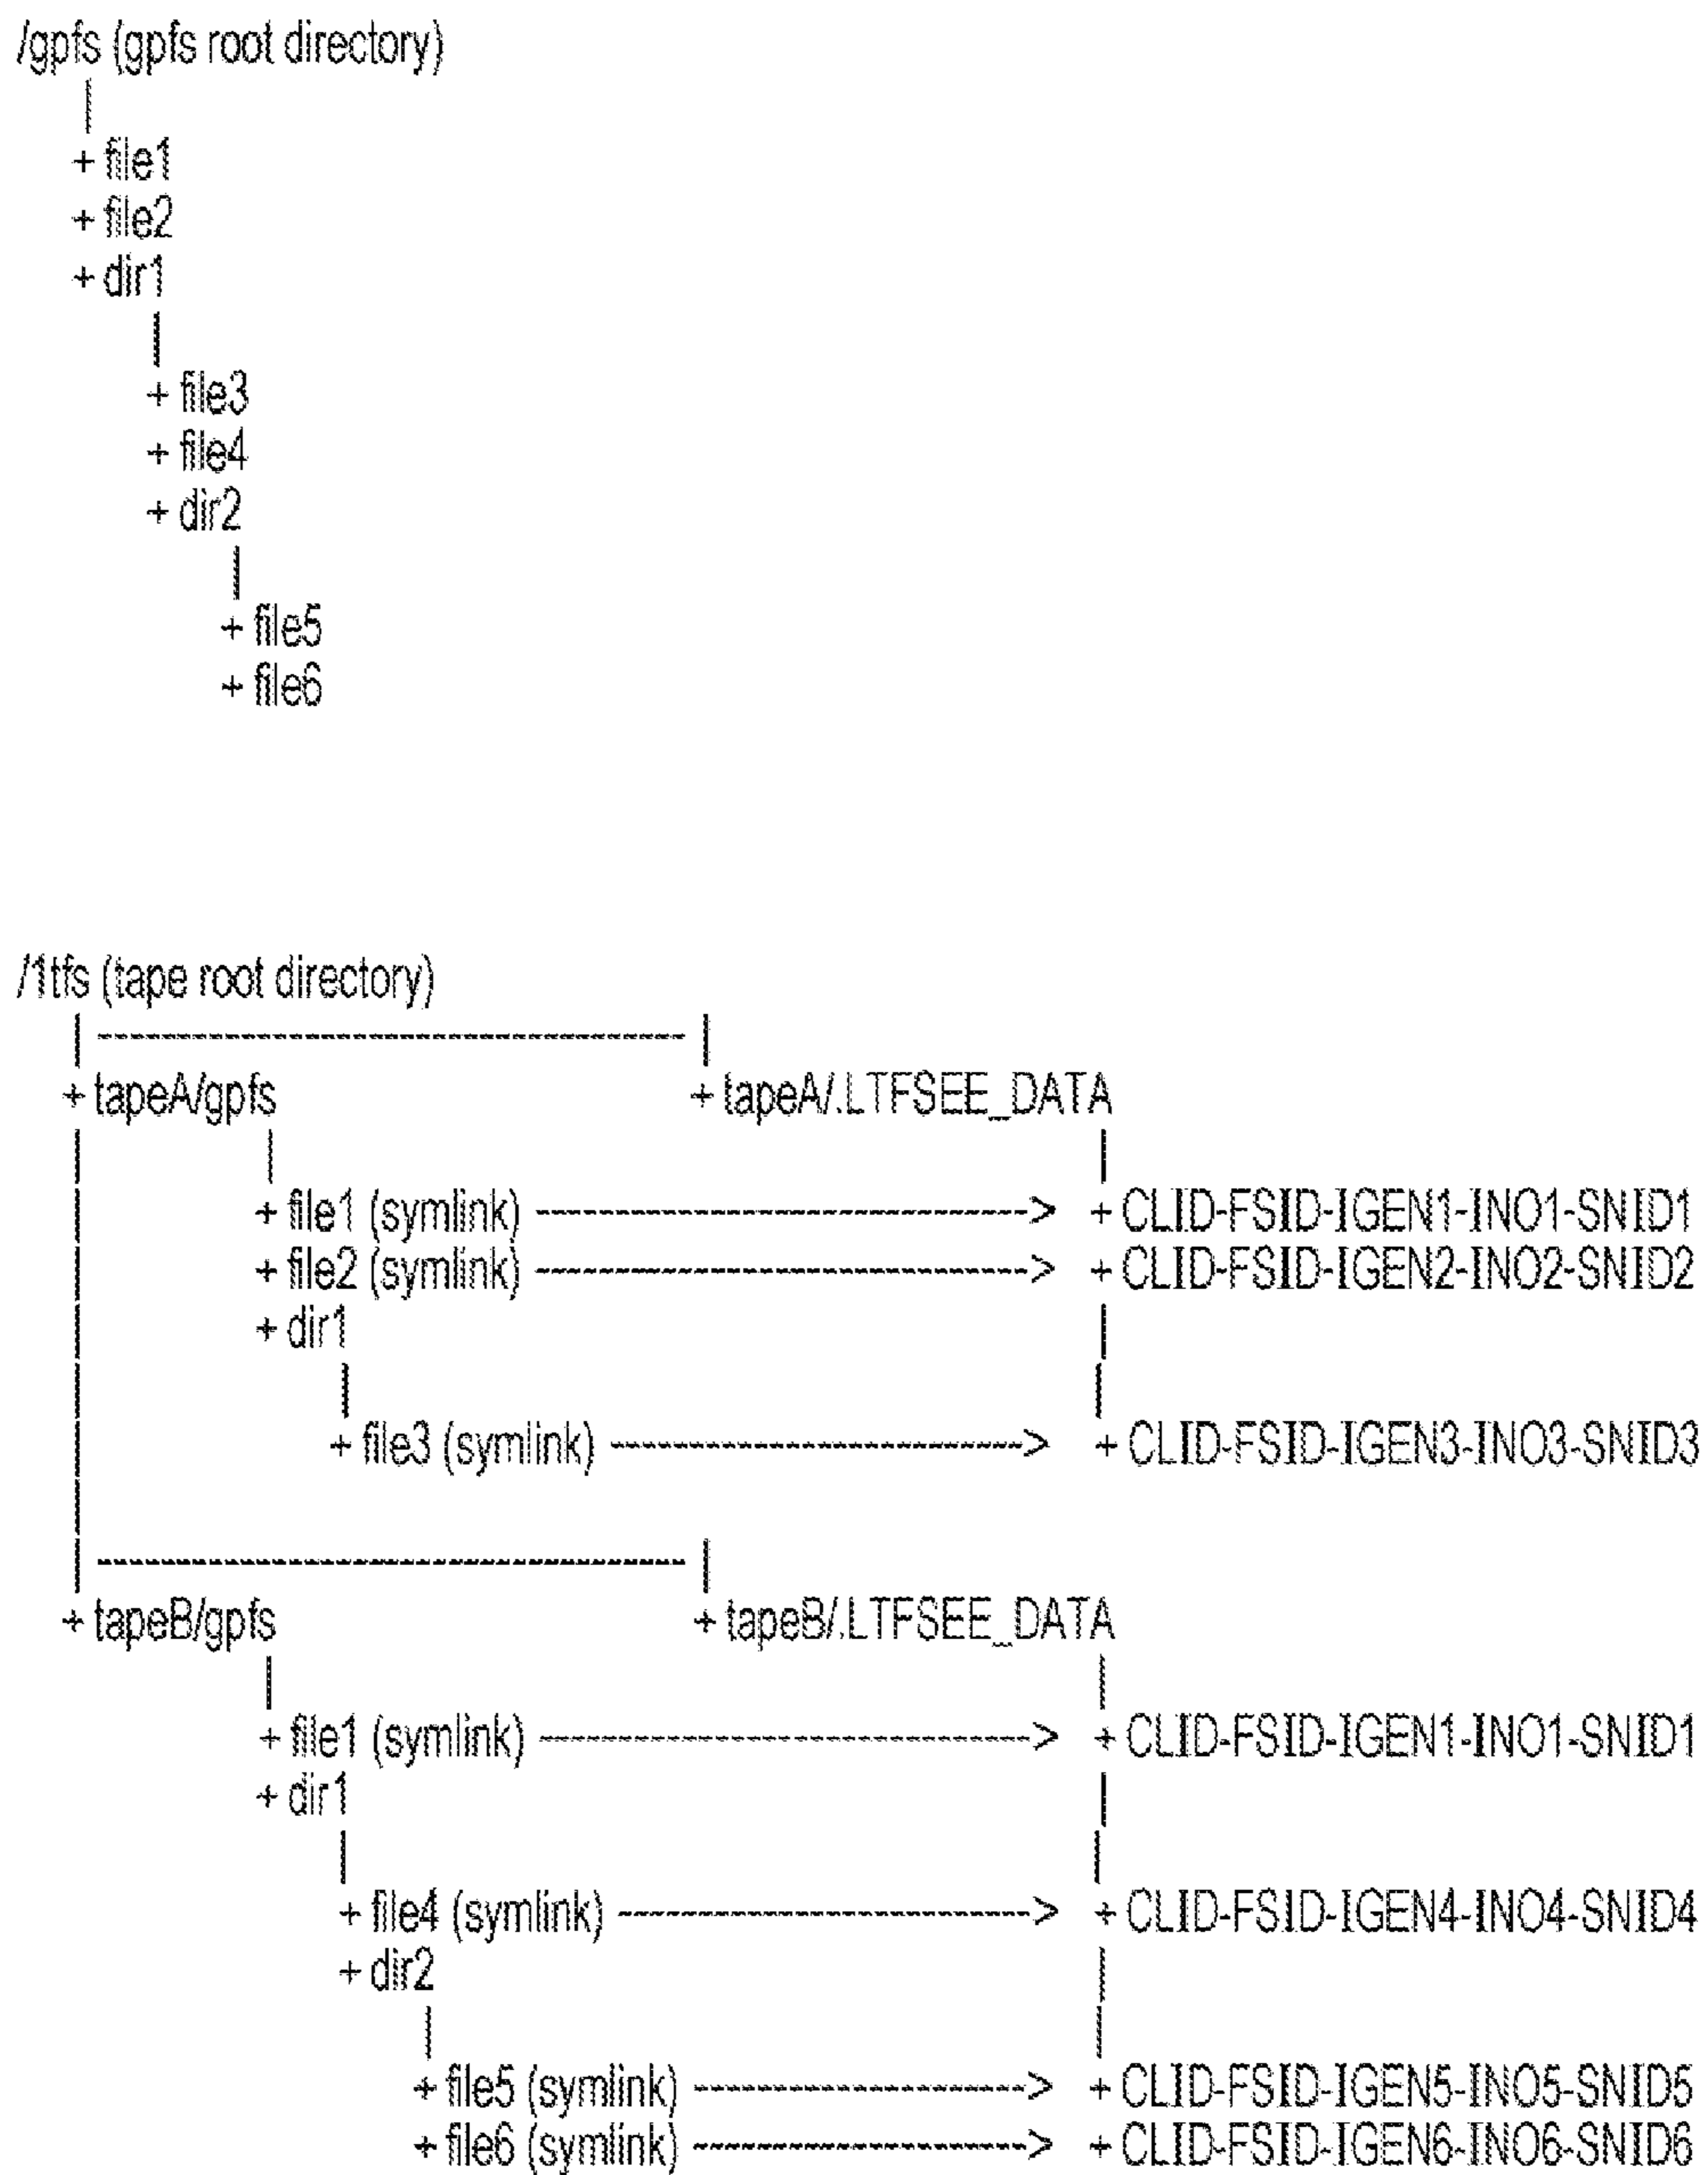 /gpfs (gpfs root directory)
|
+ file1
+ file2
+ dir1
|
+ file3
+ file4
+ dir2
|
+ file5
+ file6
/1tfs (tape root directory)
| ------------------------------------- |
+ tapeA/gpfs + tapeA/.LTFSEE_DATA
| | |
+ file1 (symlink) -------------------------------> + CLID-FSID-IGEN1-INO1-SNID1
+ file2 (symlink) -------------------------------> + CLID-FSID-IGEN2-INO2-SNID2
+ dir1 |
| |
+ file3 (symlink) --------------------------> + CLID-FSID-IGEN3-INO3-SNID3
| ------------------------------------- |
+ tapeB/gpfs + tapeB/.LTFSEE_DATA
| |
+ file1 (symlink) -------------------------------> + CLID-FSID-IGEN1-INO1-SNID1
+ dir1 |
| |
+ file4 (symlink) ---------------------------> + CLID-FSID-IGEN4-INO4-SNID4
+ dir2 |
| |
+ file5 (symlink) ---------------------> + CLID-FSID-IGEN5-INO5-SNID5
+ file6 (symlink) ---------------------> + CLID-FSID-IGEN6-INO6-SNID6